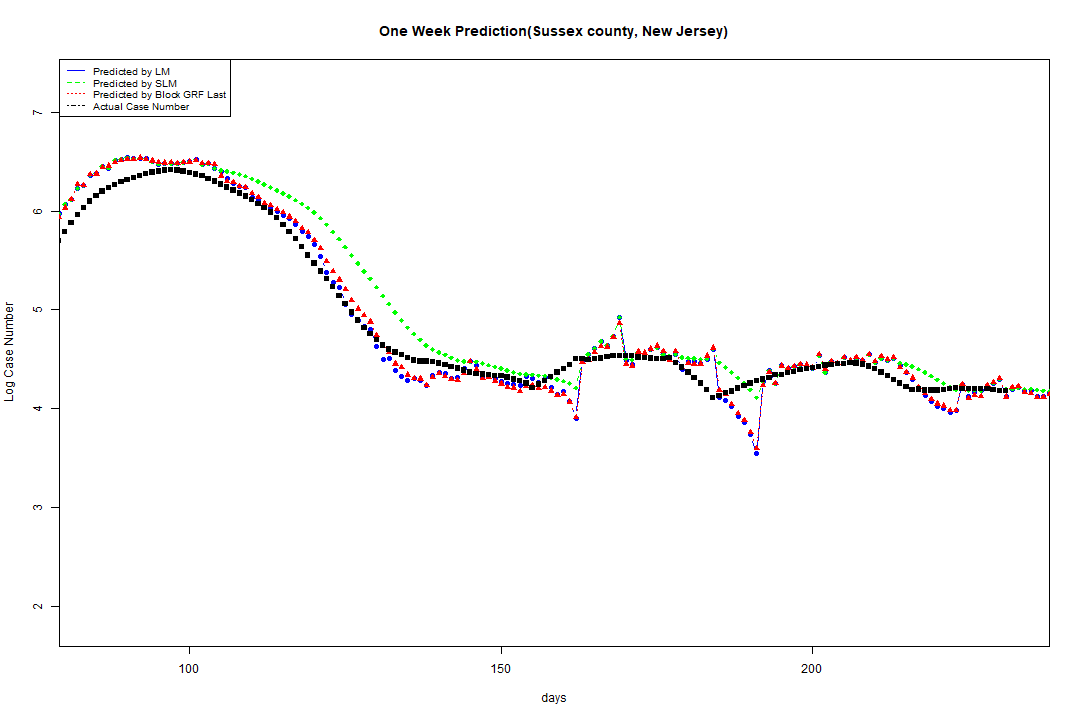 One Week Prediction(Sussex county, New Jersey)
Predicted by LM
Predicted by SLM
Predicted by Block GRF Last
Actual Case Number
7
6
5
4
3
2
Log Case Number
100 150 200
days